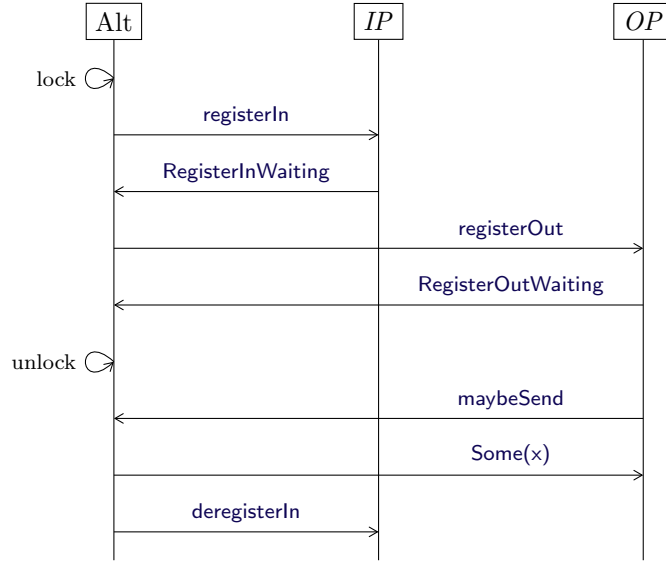 Alt IP OP
lock
registerIn
RegisterInWaiting
registerOut
RegisterOutWaiting
unlock
maybeSend
Some(x)
deregisterIn